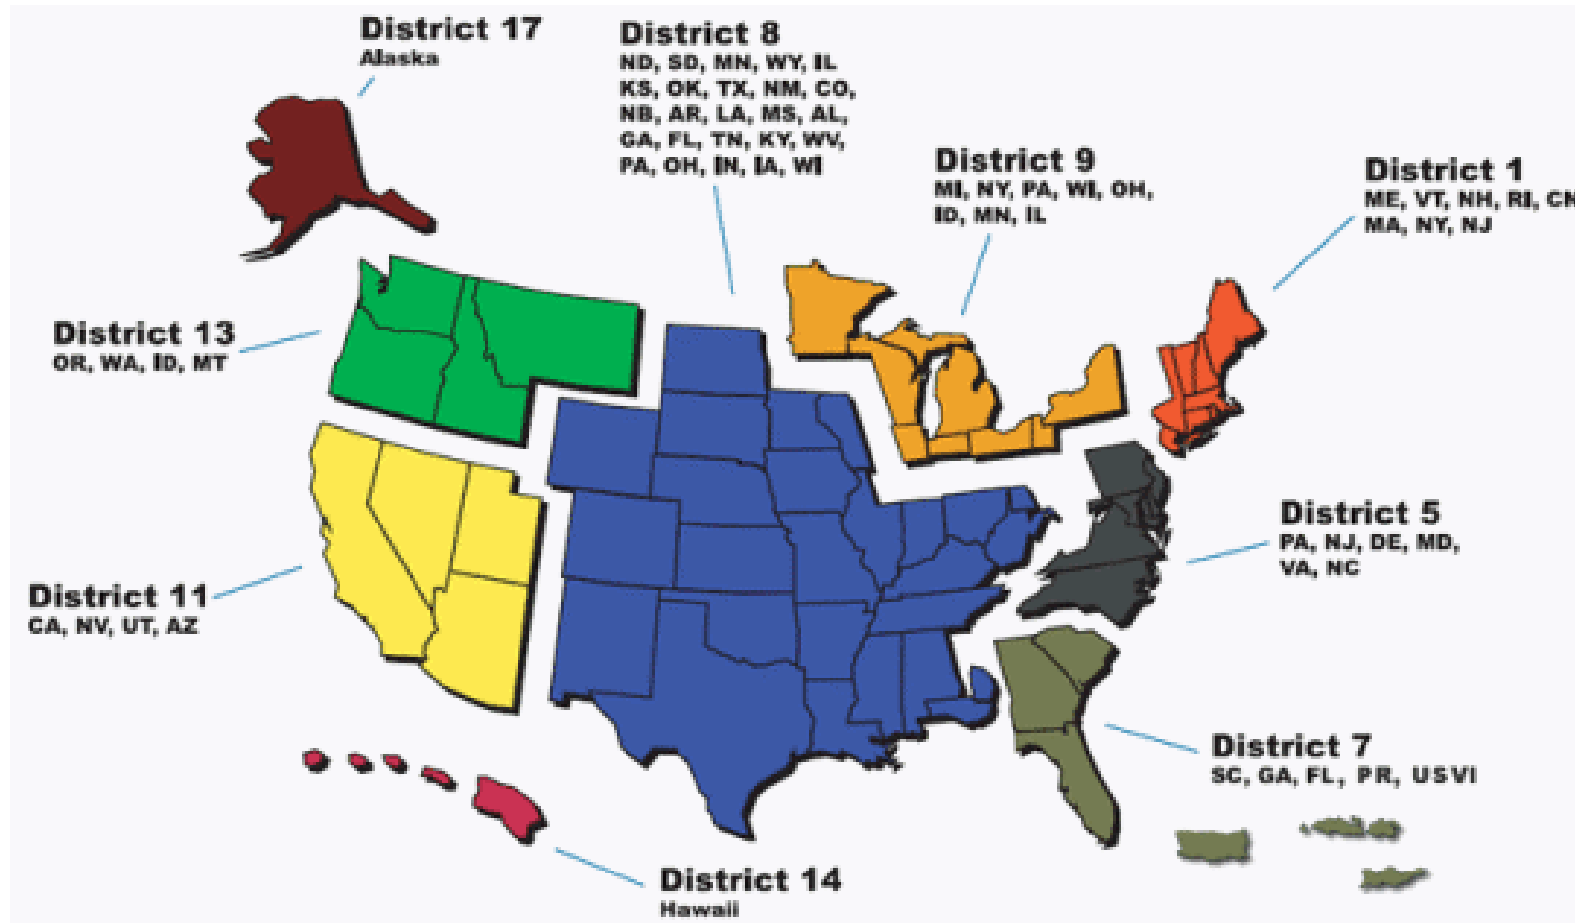 District 17
Alaska
District 8
ND, SD, MN, WY, IL
KS, OK, TX, NM, CO,
NB, AR, LA, MS, AL,
GA, FL, TN, KY, WV,
PA, OH, IN, IA, WI
District 9
MI, NY, PA, WI, OH,
ID, MN, IL
District 1
ME, VT, NH, RI, CN
MA, NY, NJ
District 13
OR, WA, ID, MT
District 5
PA, NJ, DE, MD,
VA, NC
District 11
CA, NV, UT, AZ
District 7
SC, GA, FL, PR, USVI
District 14
Hawaii